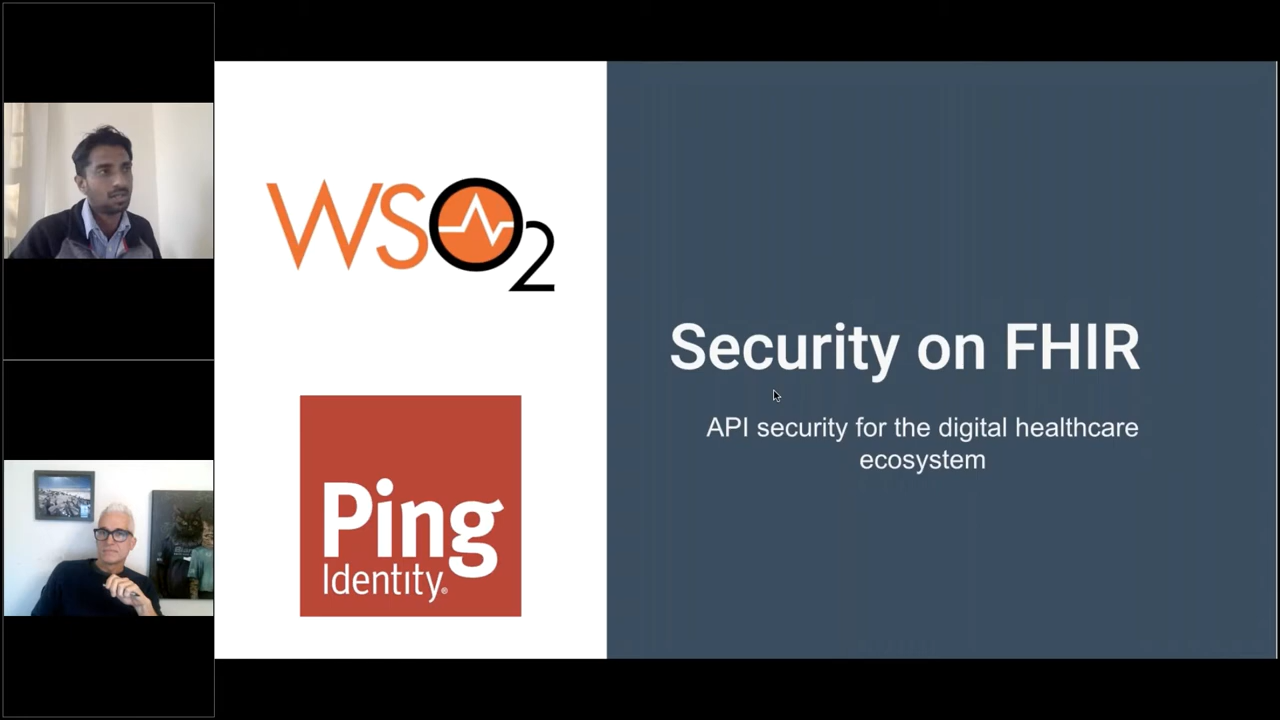 WSO2
Ping
Identity®
Security on FHIR
API security for the digital healthcare
ecosystem